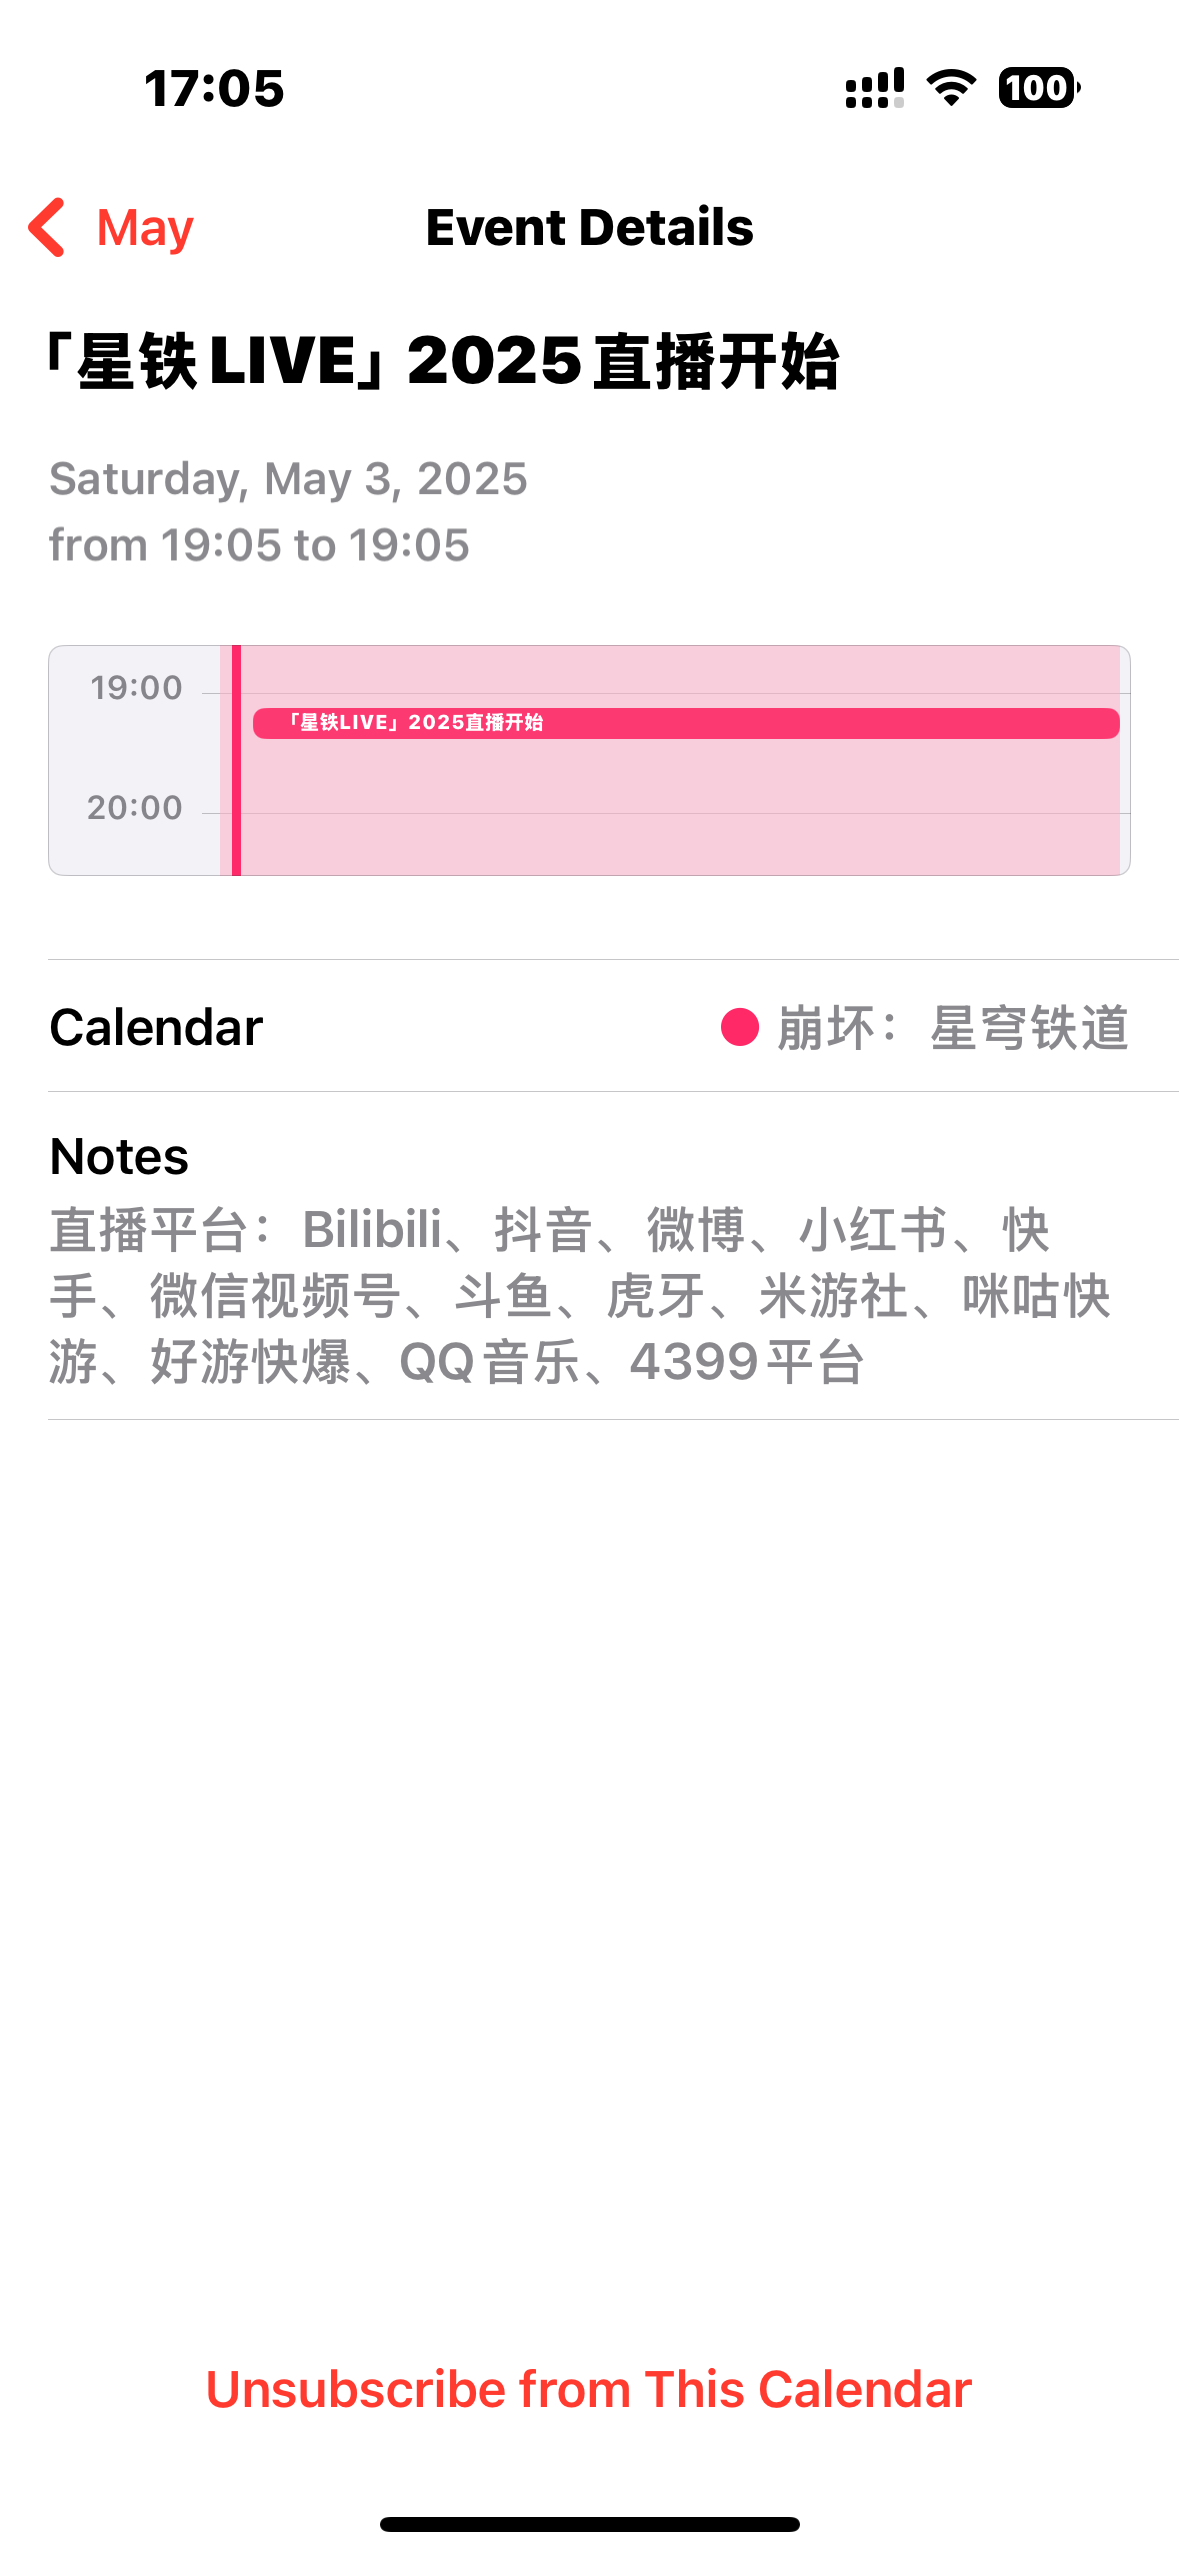 17:05
100
May
Event Details
「星铁LIVE」2025直播开始
Saturday, May 3, 2025
from 19:05 to 19:05
19:00
「星铁LIVE」2025直播开始
20:00
Calendar
崩坏：星穹铁道
Notes
直播平台：Bilibili、抖音、微博、小红书、快
手、微信视频号、斗鱼、虎牙、米游社、咪咕快
游、好游快爆、QQ音乐、4399平台
Unsubscribe from This Calendar